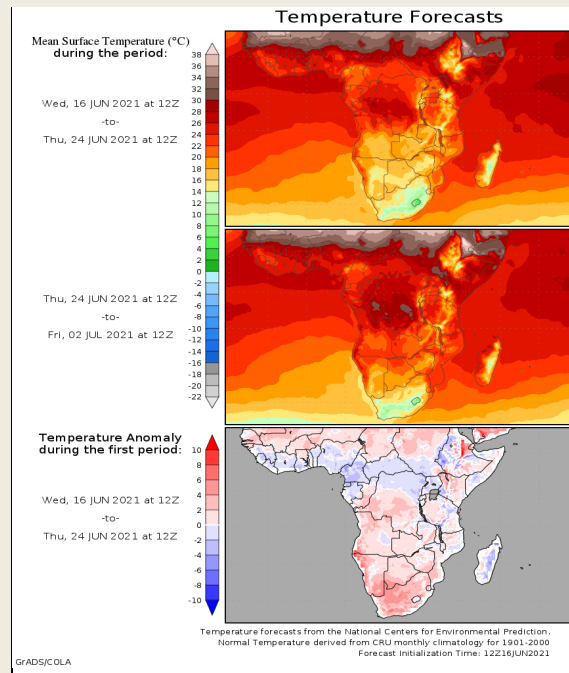 Temperature Forecasts
Mean Surface Temperature (°C)
during the period:
Wed, 16 JUN 2021 at 12Z
-to-
Thu, 24 JUN 2021 at 12Z
38
36
34
32
30
28
26
24
22
20
18
16
14
12
10
8
6
4
2
0
-2
-4
-6
-8
-10
-12
-14
-16
-18
-20
-22
Thu, 24 JUN 2021 at 12Z
-to-
Fri, 02 JUL 2021 at 12Z
Temperature Anomaly
during the first period:
Wed, 16 JUN 2021 at 12Z
-to-
Thu, 24 JUN 2021 at 12Z
10
8
6
4
2
0
-2
-4
-6
-8
-10
Temperature forecasts from the National Centers for Environmental Prediction.
Normal Temperature derived from CRU monthly climatology for 1901-2000
Forecast Initialization Time: 12Z16JUN2021
GrADS/COLA